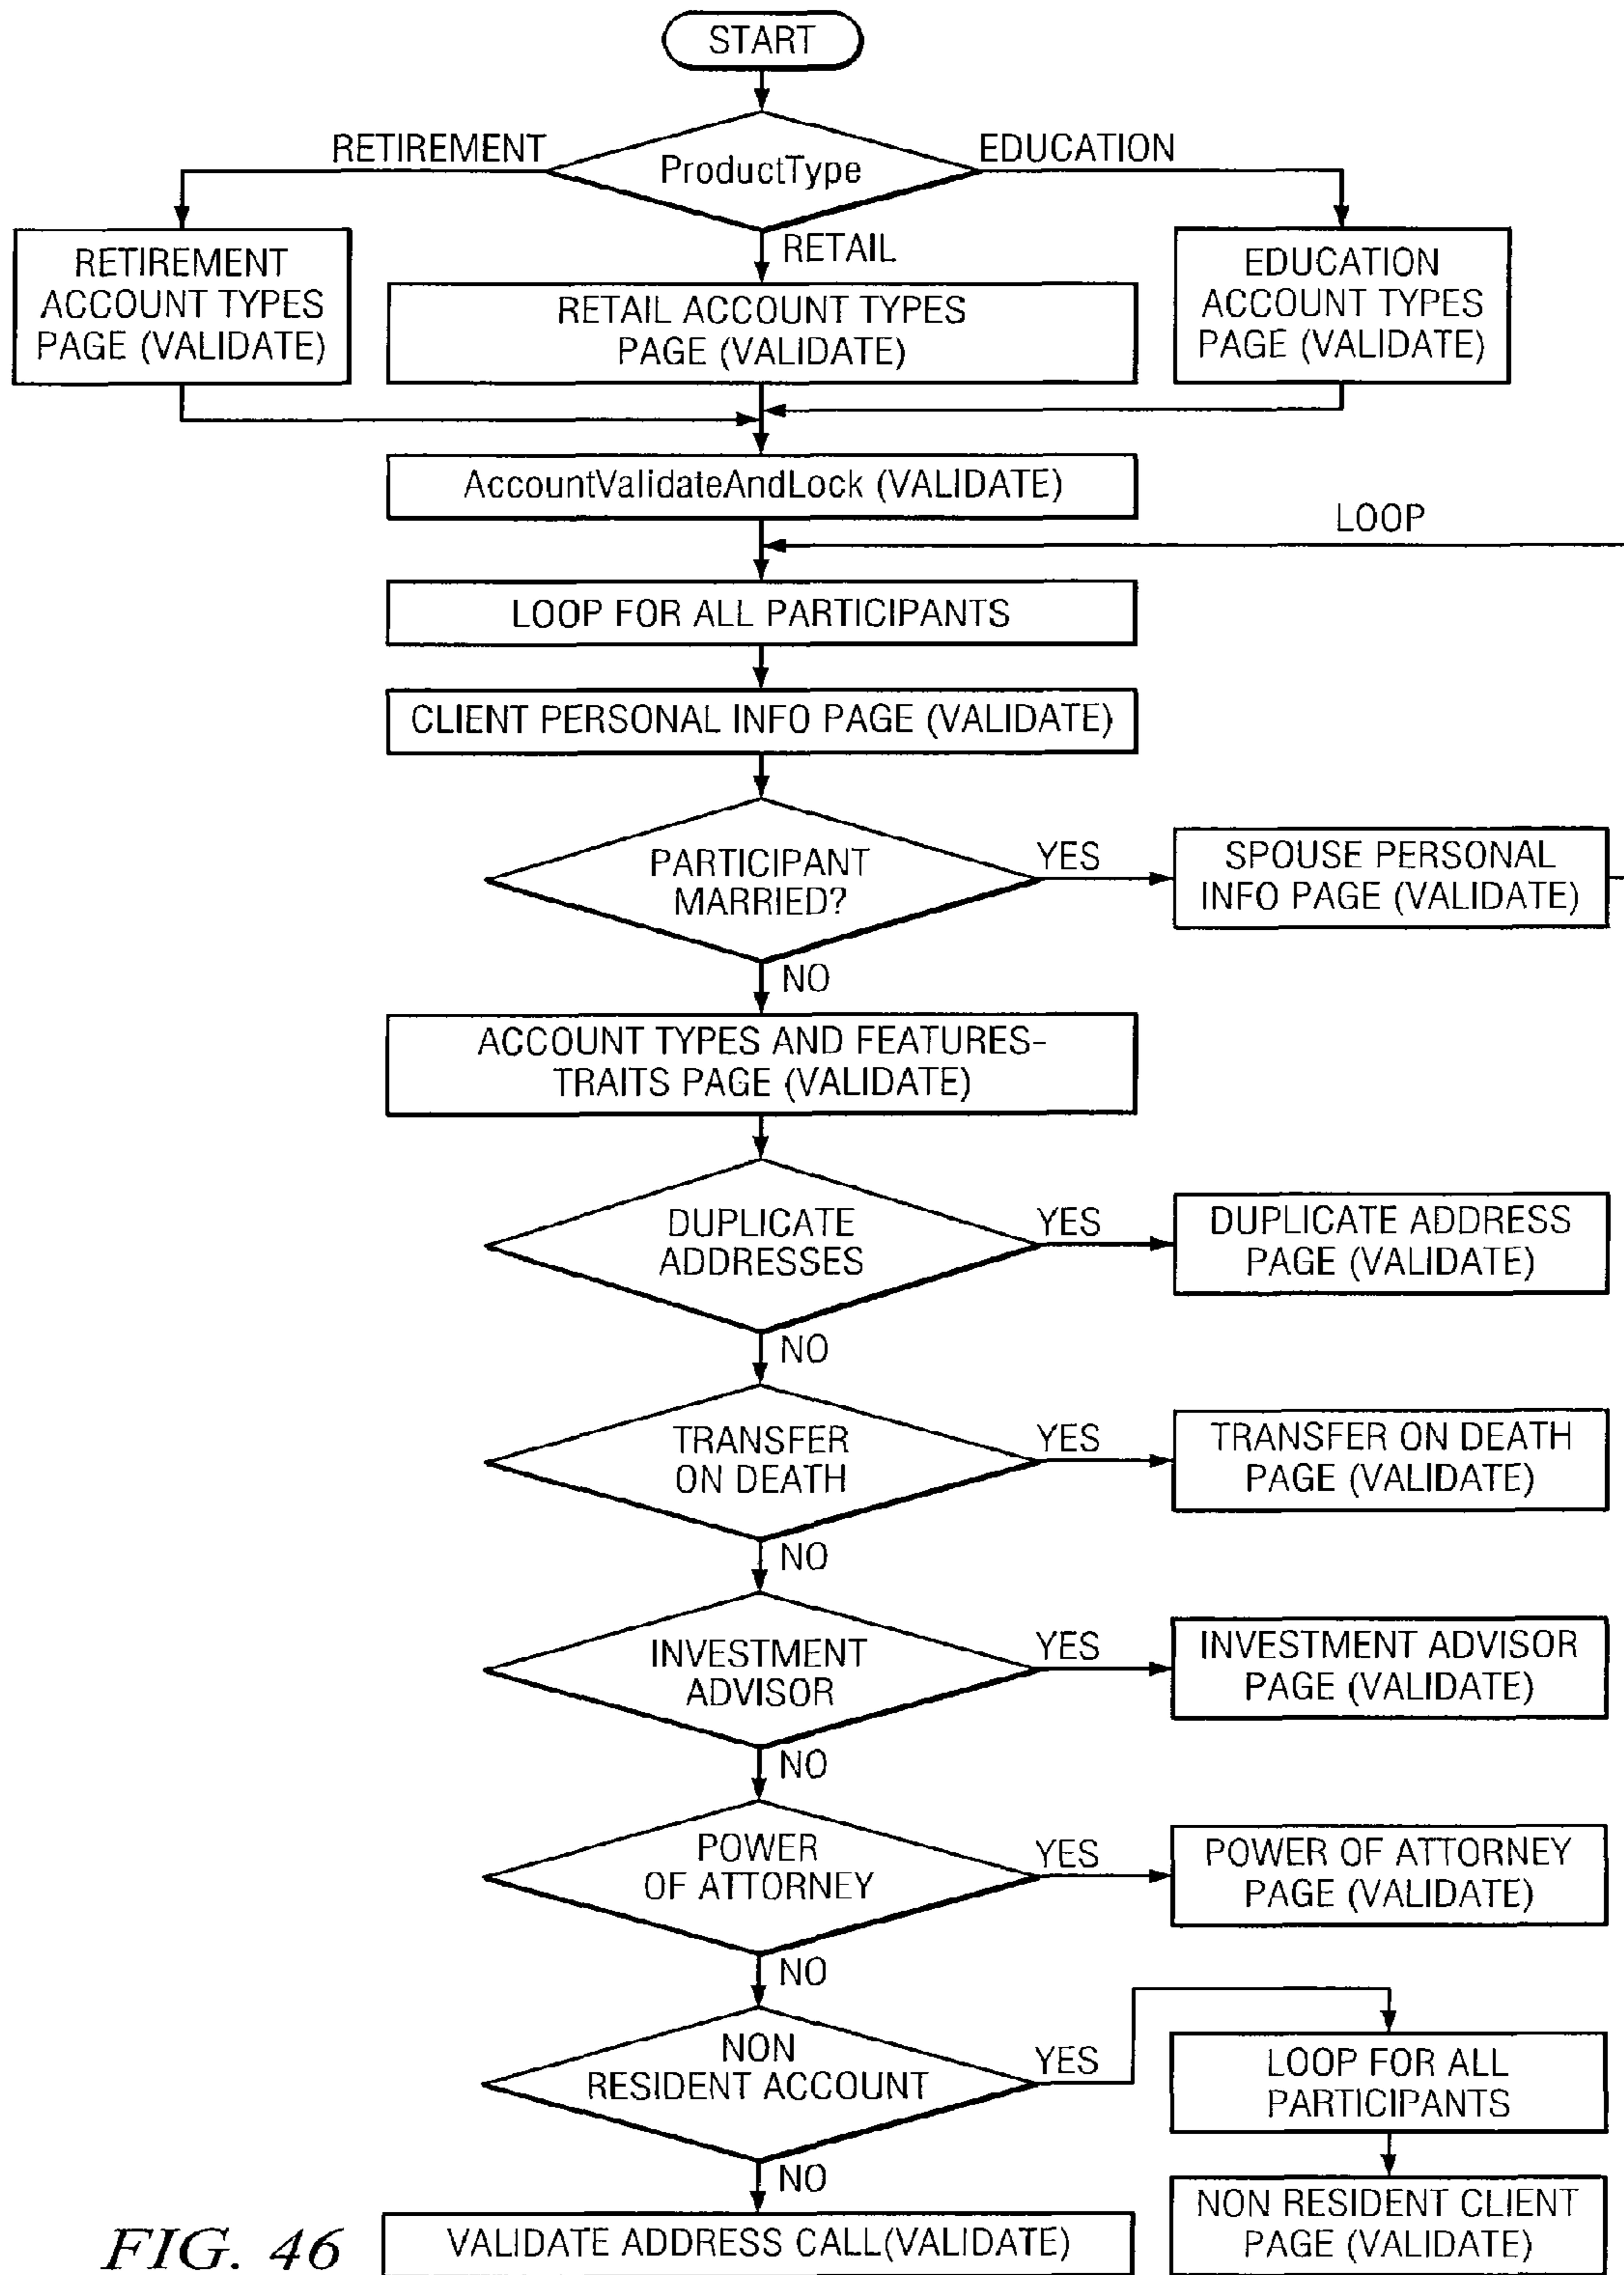 START
RETIREMENT
ProductType
EDUCATION
RETIREMENT
ACCOUNT TYPES
PAGE (VALIDATE)
RETAIL
RETAIL ACCOUNT TYPES
PAGE (VALIDATE)
EDUCATION
ACCOUNT TYPES
PAGE (VALIDATE)
AccountValidateAndLock (VALIDATE)
LOOP
LOOP FOR ALL PARTICIPANTS
CLIENT PERSONAL INFO PAGE (VALIDATE)
PARTICIPANT
MARRIED?
YES
SPOUSE PERSONAL
INFO PAGE (VALIDATE)
NO
ACCOUNT TYPES AND FEATURES-
TRAITS PAGE (VALIDATE)
DUPLICATE
ADDRESSES
YES
DUPLICATE ADDRESS
PAGE (VALIDATE)
NO
TRANSFER
ON DEATH
YES
TRANSFER ON DEATH
PAGE (VALIDATE)
NO
INVESTMENT
ADVISOR
YES
INVESTMENT ADVISOR
PAGE (VALIDATE)
NO
POWER
OF ATTORNEY
YES
POWER OF ATTORNEY
PAGE (VALIDATE)
NO
NON
RESIDENT ACCOUNT
YES
LOOP FOR ALL
PARTICIPANTS
NO
NON RESIDENT CLIENT
PAGE (VALIDATE)
VALIDATE ADDRESS CALL(VALIDATE)
FIG. 46